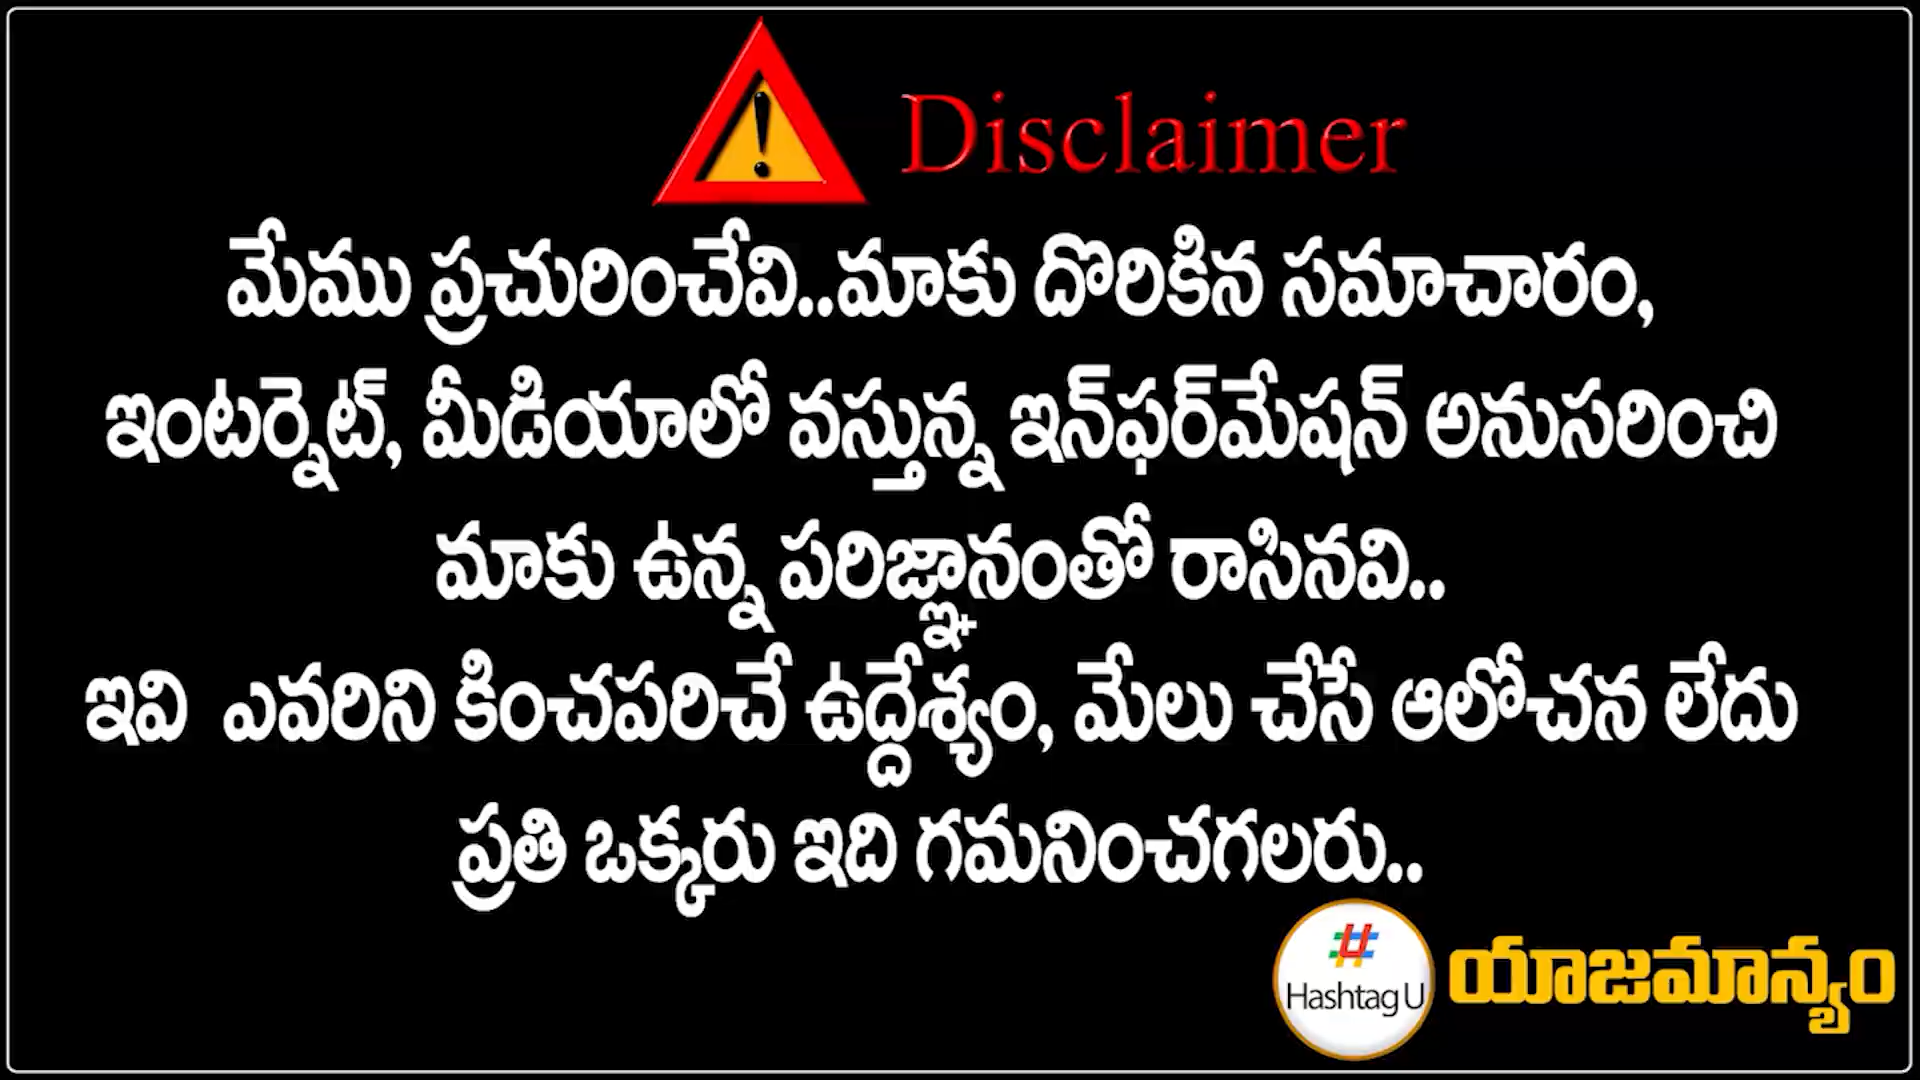 Disclaimer
మేము ప్రచురించేవి..మాకు దొరికిన సమాచారం,
ఇంటర్నెట్, మీడియాలో వస్తున్న ఇన్‌ఫర్‌మేషన్ అనుసరించి
మాకు ఉన్న పరిజ్ఞానంతో రాసినవి..
ఇవి ఎవరిని కించపరిచే ఉద్దేశ్యం, మేలు చేసే ఆలోచన లేదు
ప్రతి ఒక్కరు ఇది గమనించగలరు..
# Hashtag U
యాజమాన్యం